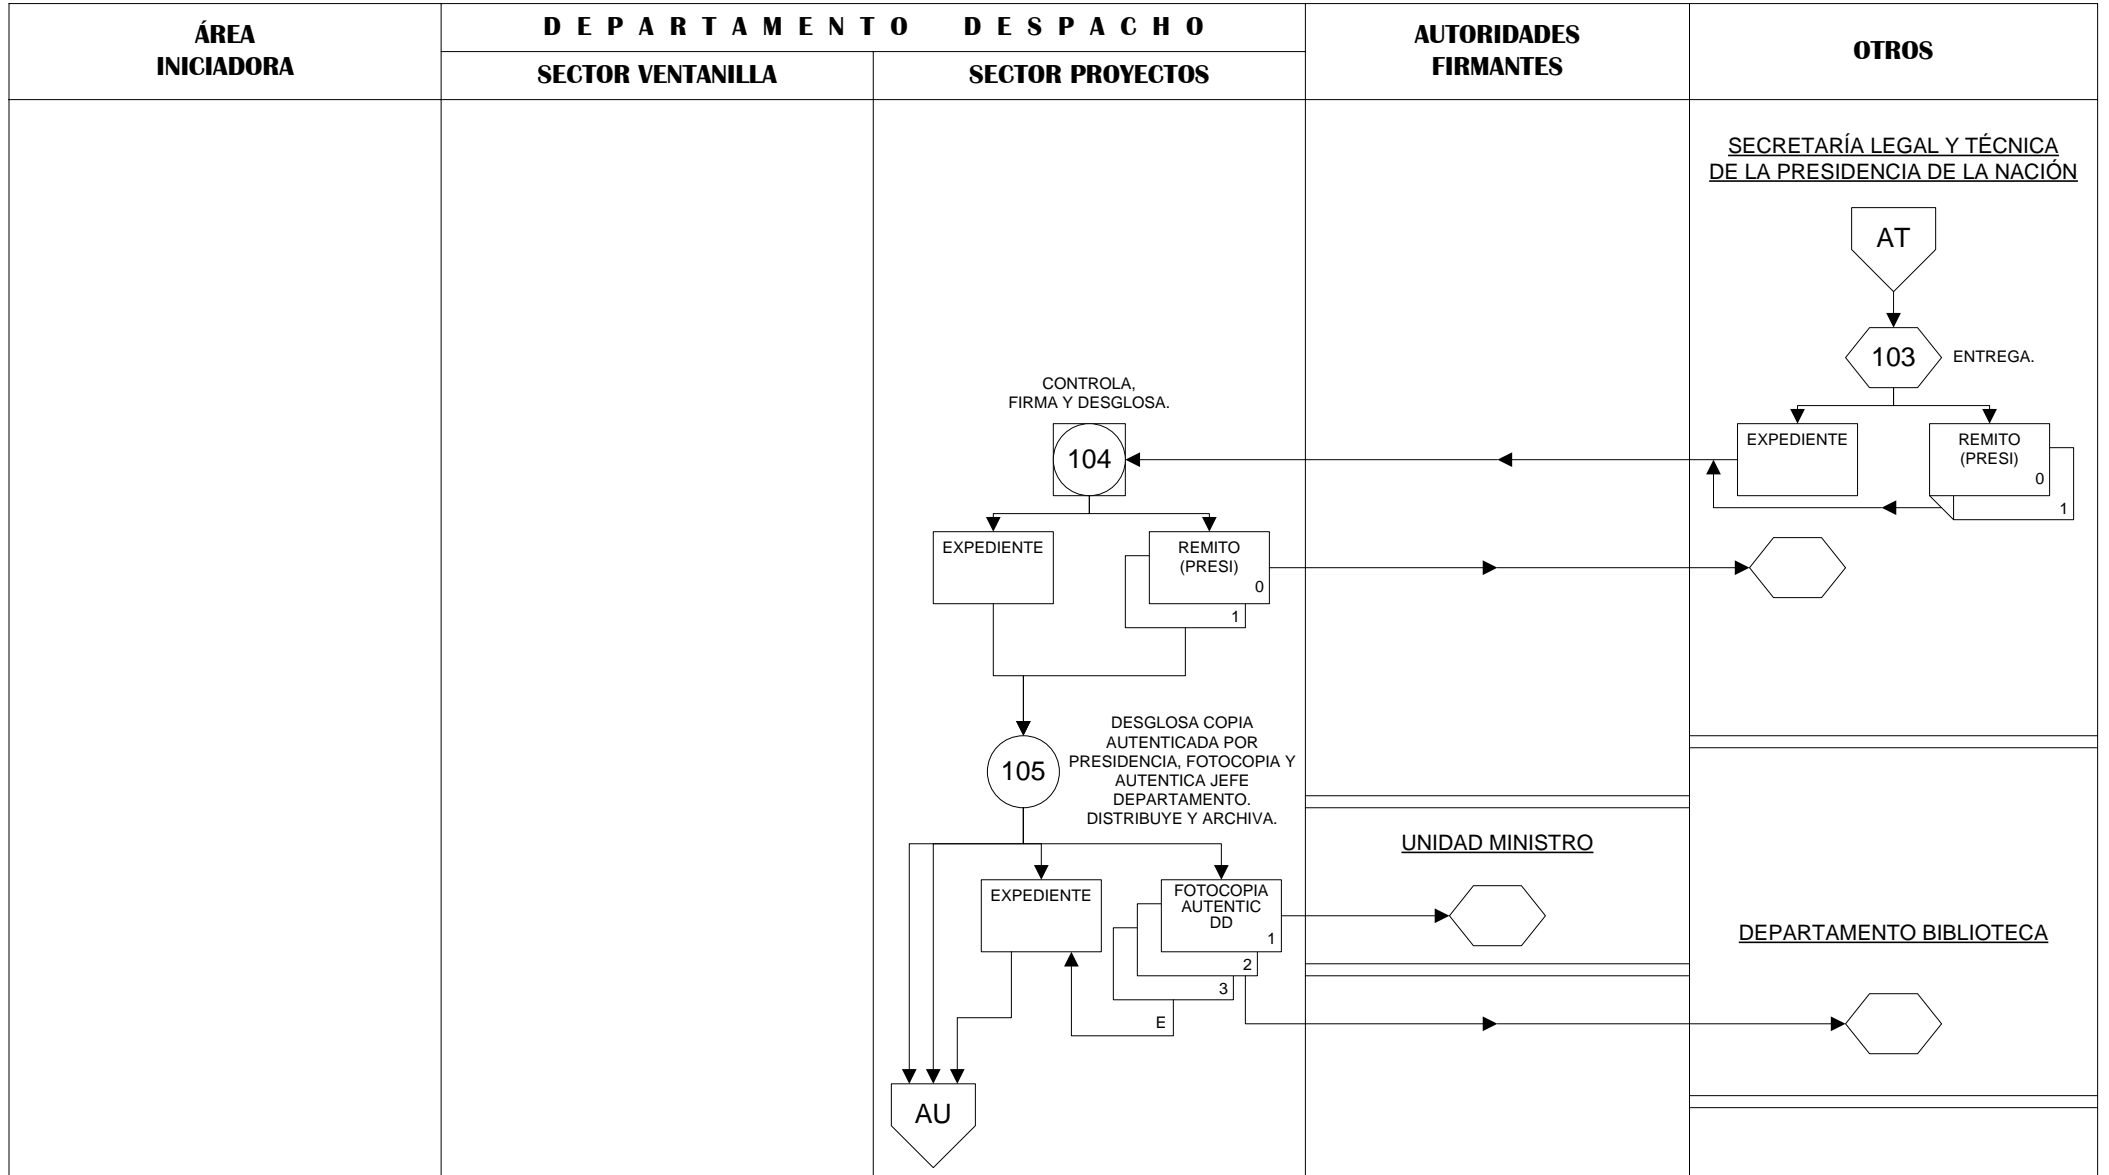 ÁREA
INICIADORA
DEPARTAMENTO DESPACHO
SECTOR VENTANILLA
SECTOR PROYECTOS
AUTORIDADES
FIRMANTES
OTROS
SECRETARÍA LEGAL Y TÉCNICA
DE LA PRESIDENCIA DE LA NACIÓN
AT
103
ENTREGA.
EXPEDIENTE
REMITO
(PRESI)
0
1
CONTROLA,
FIRMA Y DESGLOSA.
104
EXPEDIENTE
REMITO
(PRESI)
0
1
105
DESGLOSA COPIA
AUTENTICADA POR
PRESIDENCIA, FOTOCOPIA Y
AUTENTICA JEFE
DEPARTAMENTO.
DISTRIBUYE Y ARCHIVA.
EXPEDIENTE
FOTOCOPIA
AUTENTIC
DD
1
2
3
E
UNIDAD MINISTRO
DEPARTAMENTO BIBLIOTECA
AU